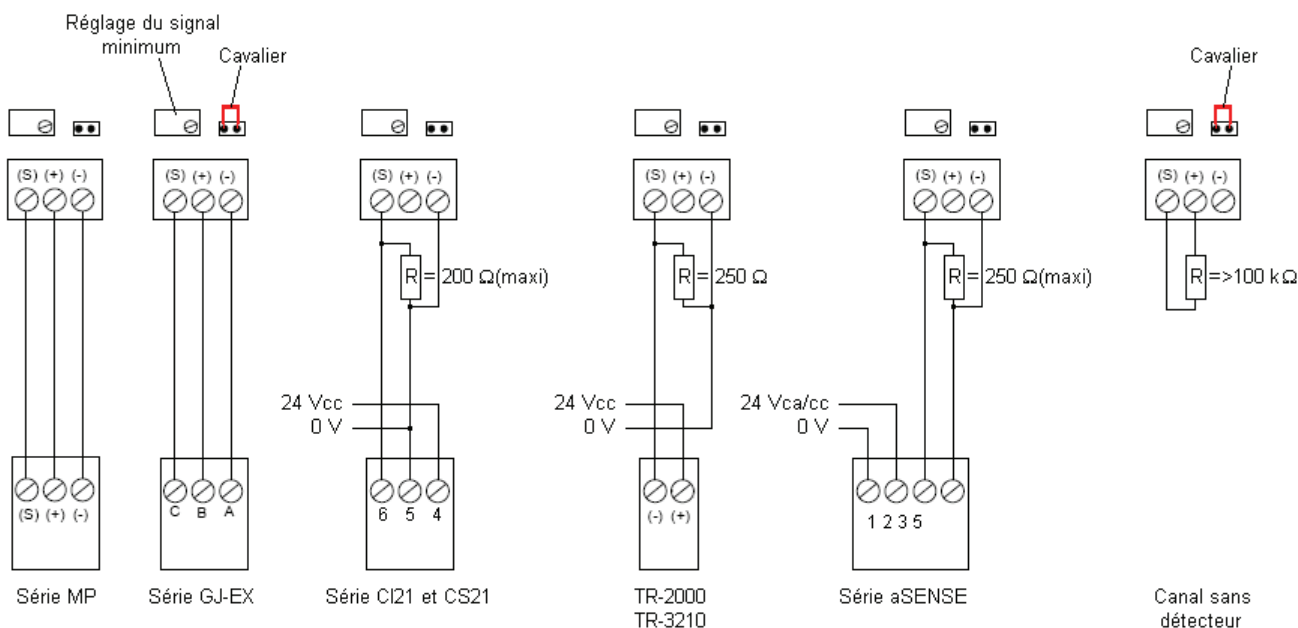 Réglage du signal
minimum
Cavalier
Cavalier
(S) (+) (-)
(S) (+) (-)
(S) (+) (-)
(S) (+) (-)
(S) (+) (-)
(S) (+) (-)
R = 200 Ω(maxi)
R = 250 Ω
R = 250 Ω(maxi)
R =>100 kΩ
24 Vcc
0 V
24 Vcc
0 V
24 Vca/cc
0 V
(S) (+) (-)
C B A
6 5 4
(-) (+)
1 2 3 5
Série MP
Série GJ-EX
Série CI21 et CS21
TR-2000
TR-3210
Série aSENSE
Canal sans
détecteur